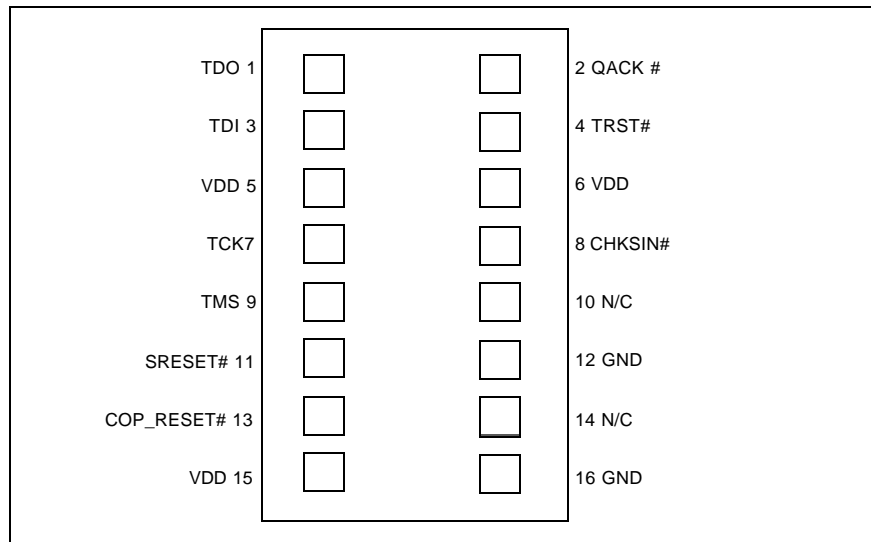 TDO 1
2 QACK #
TDI 3
4 TRST#
VDD 5
6 VDD
TCK7
8 CHKSIN#
TMS 9
10 N/C
SRESET# 11
12 GND
COP_RESET# 13
14 N/C
VDD 15
16 GND